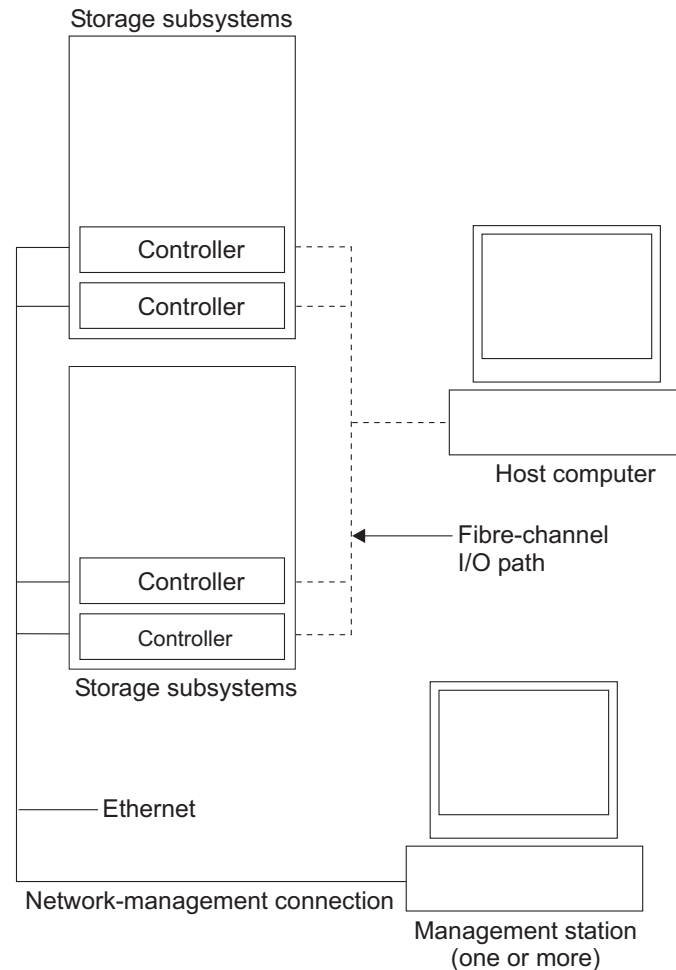 Storage subsystems
Controller
Controller
Host computer
Fibre-channel
I/O path
Controller
Controller
Storage subsystems
Ethernet
Network-management connection
Management station
(one or more)